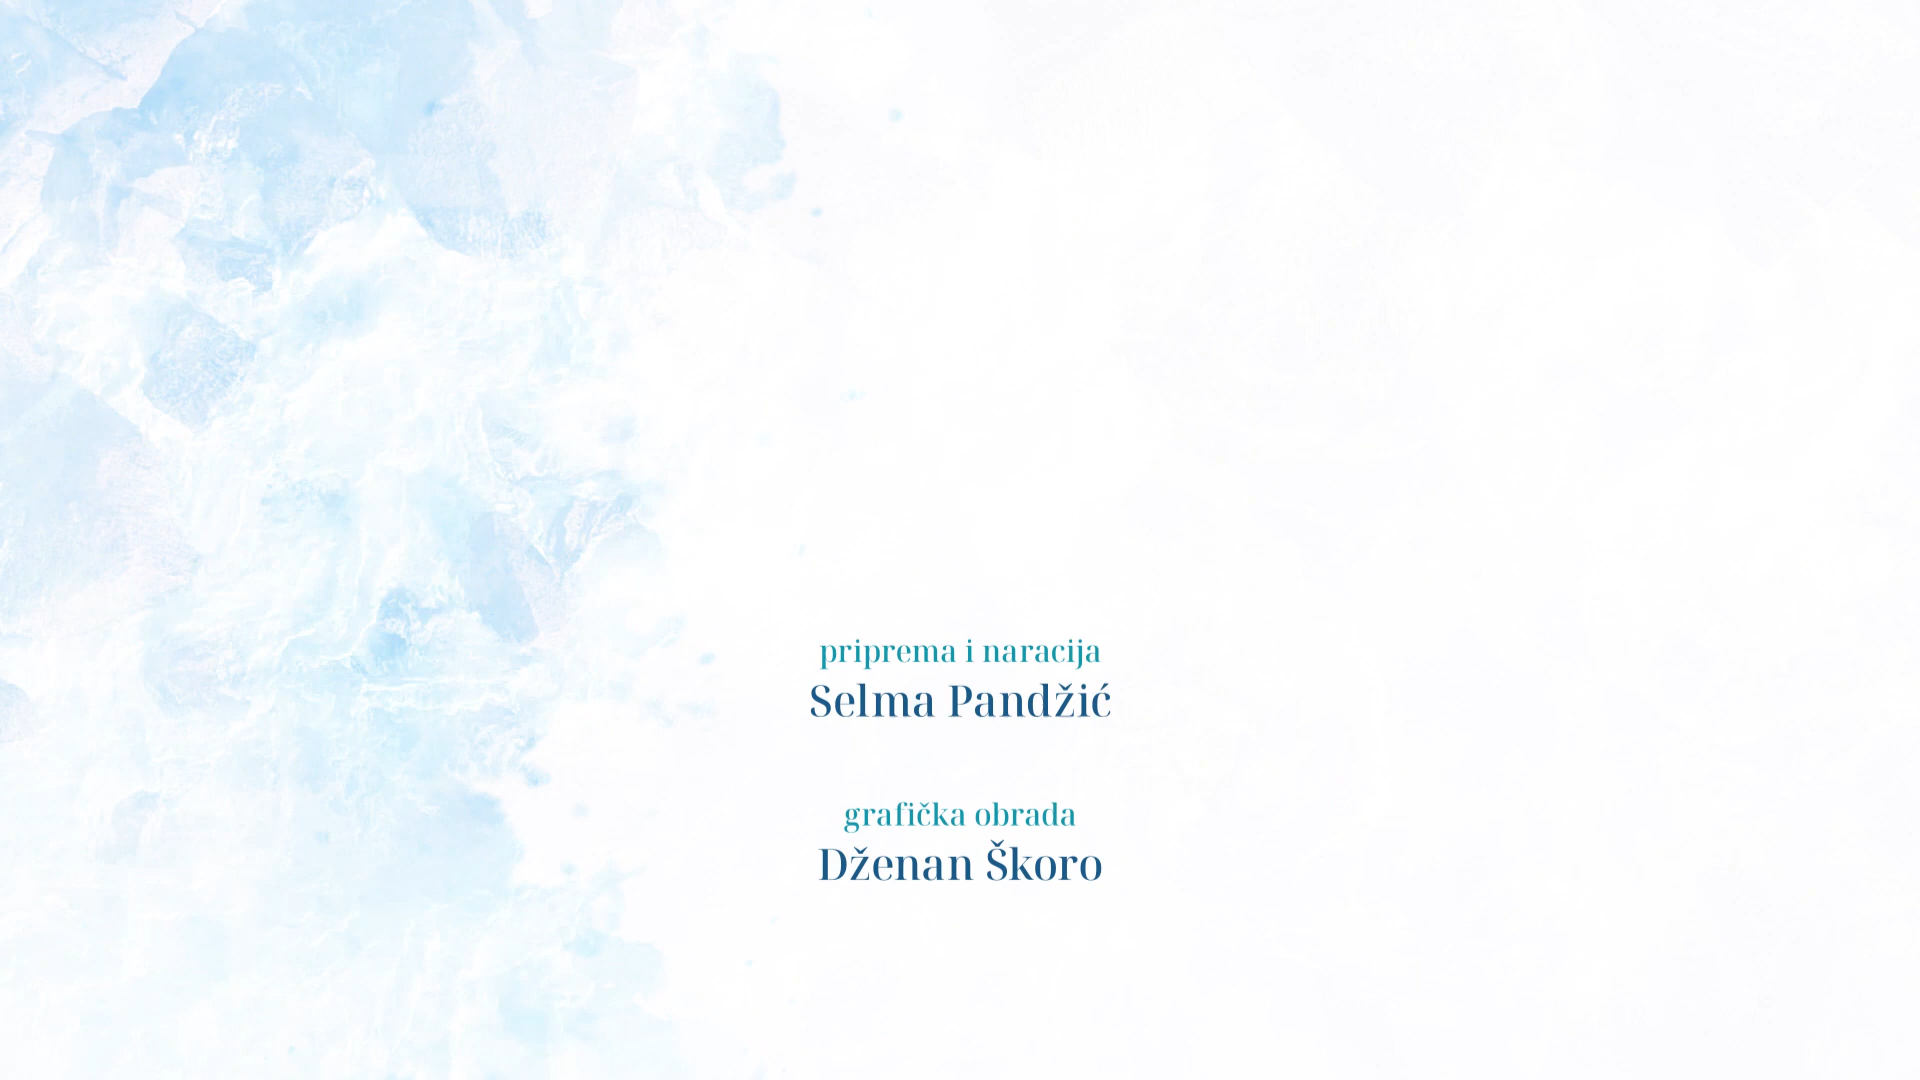 priprema i naracija
Selma Pandžić
grafička obrada
Dženan Škoro